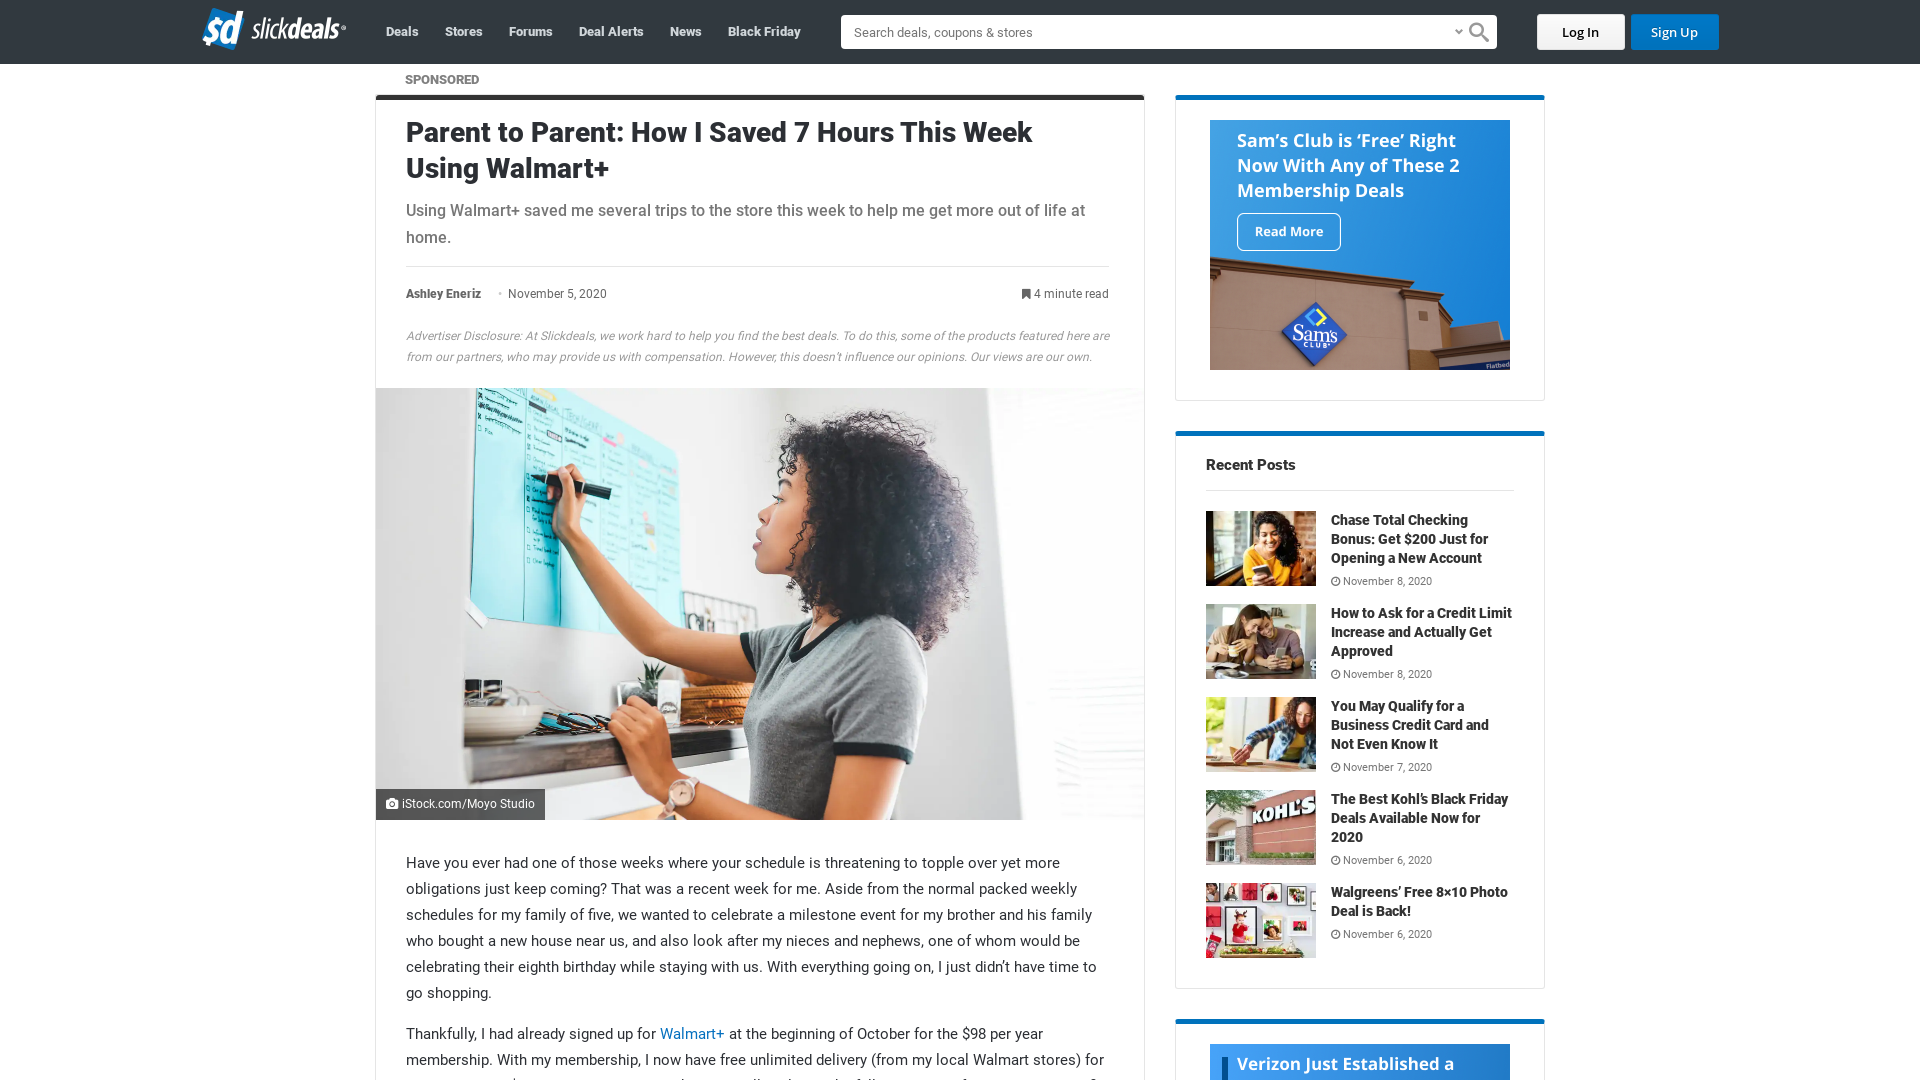 $d slickdeals
Deals
Stores
Forums
Deal Alerts
News
Black Friday
Search deals, coupons & stores
Log In
Sign Up
SPONSORED
Parent to Parent: How I Saved 7 Hours This Week
Using Walmart+
Using Walmart+ saved me several trips to the store this week to help me get more out of life at
home.
Ashley Eneriz • November 5, 2020
4 minute read
Advertiser Disclosure: At Slickdeals, we work hard to help you find the best deals. To do this, some of the products featured here are
from our partners, who may provide us with compensation. However, this doesn’t influence our opinions. Our views are our own.
iStock.com/Moyo Studio
Have you ever had one of those weeks where your schedule is threatening to topple over yet more
obligations just keep coming? That was a recent week for me. Aside from the normal packed weekly
schedules for my family of five, we wanted to celebrate a milestone event for my brother and his family
who bought a new house near us, and also look after my nieces and nephews, one of whom would be
celebrating their eighth birthday while staying with us. With everything going on, I just didn’t have time to
go shopping.
Thankfully, I had already signed up for Walmart+ at the beginning of October for the $98 per year
membership. With my membership, I now have free unlimited delivery (from my local Walmart stores) for
Sam’s Club is ‘Free’ Right
Now With Any of These 2
Membership Deals
Read More
Sam's
CLUB
Flatbed
Recent Posts
Chase Total Checking
Bonus: Get $200 Just for
Opening a New Account
November 8, 2020
How to Ask for a Credit Limit
Increase and Actually Get
Approved
November 8, 2020
You May Qualify for a
Business Credit Card and
Not Even Know It
November 7, 2020
KOHL'S
The Best Kohl’s Black Friday
Deals Available Now for
2020
November 6, 2020
Walgreens’ Free 8×10 Photo
Deal is Back!
November 6, 2020
Verizon Just Established a